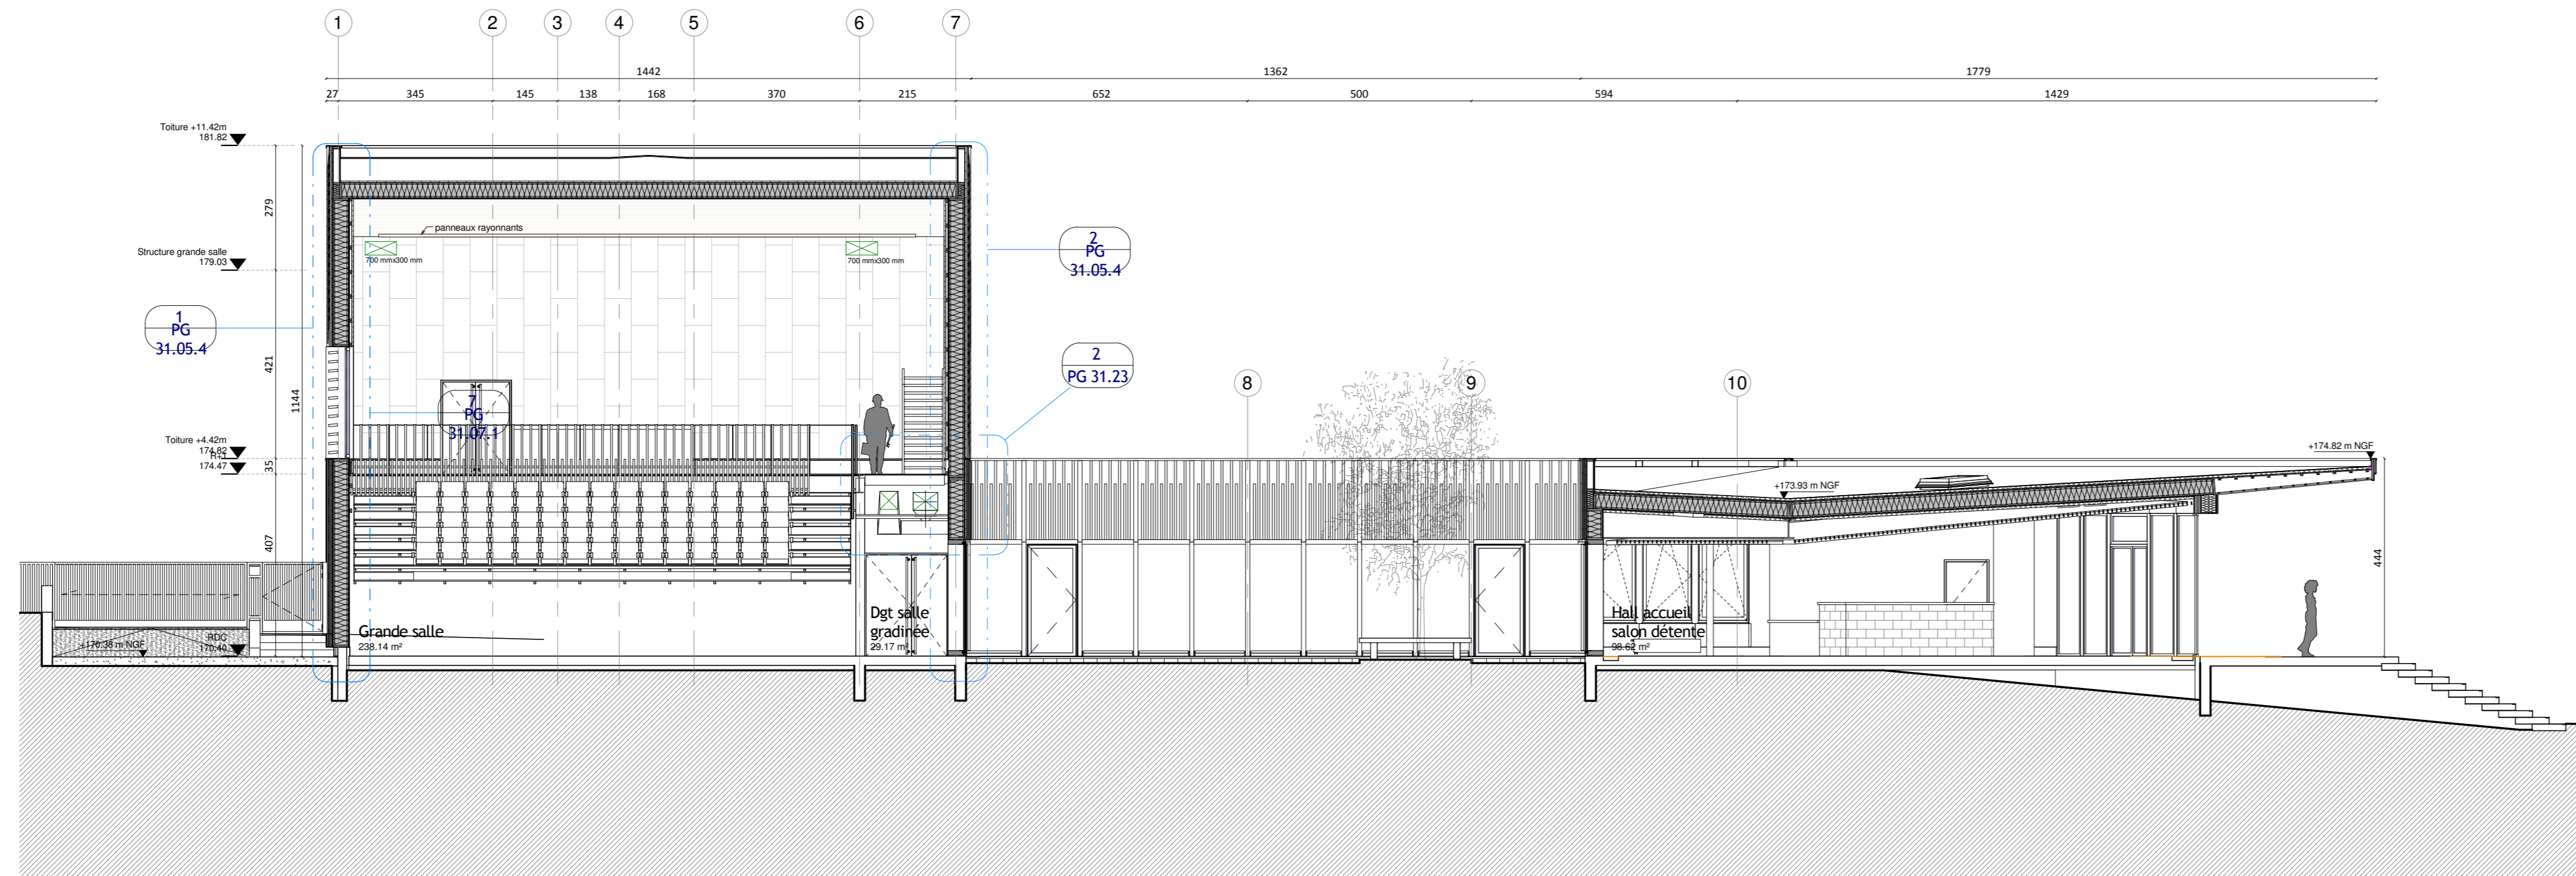 1
2
3
4
5
6
7
1442
1362
1779
27
345
145
138
168
370
215
652
500
594
1429
Toiture +11.42m
181.82
279
panneaux rayonnants
700 mmx300 mm
700 mmx300 mm
Structure grande salle
179.03
2
PG
31.05.4
1
PG
31.05.4
421
1144
2
PG 31.23
8
9
10
7
PG
31.07.1
Toiture +4.42m
174.82
R+1
174.47
35
+174.82 m NGF
+173.93 m NGF
407
444
Grande salle
238.14 m²
Dgt salle
gradinée
29.17 m²
Hall accueil
salon détente
98.62 m²
RDC
170.40
+170.38 m NGF